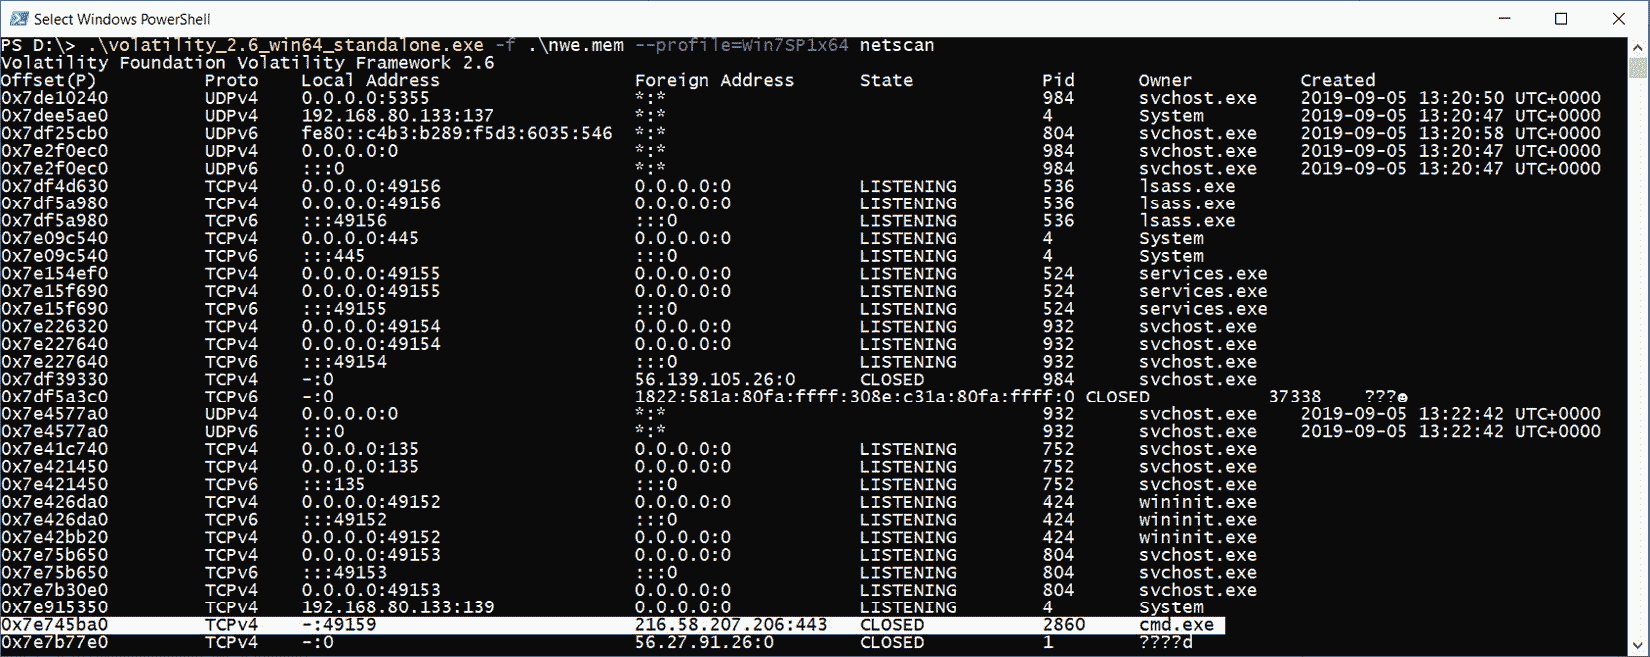 Select Windows PowerShell
PS D:\> .\volatility_2.6_win64_standalone.exe -f .\nwe.mem --profile=Win7SP1x64 netscan
Volatility Foundation Volatility Framework 2.6
Offset(P) Proto Local Address Foreign Address State Pid Owner Created
0x7de10240 UDPv4 0.0.0.0:5355 *:* 984 svchost.exe 2019-09-05 13:20:50 UTC+0000
0x7dee5ae0 UDPv4 192.168.80.133:137 *:* 4 System 2019-09-05 13:20:47 UTC+0000
0x7df25cb0 UDPv6 fe80::c4b3:b289:f5d3:6035:546 *:* 804 svchost.exe 2019-09-05 13:20:58 UTC+0000
0x7e2f0ec0 UDPv4 0.0.0.0:0 *:* 984 svchost.exe 2019-09-05 13:20:47 UTC+0000
0x7e2f0ec0 UDPv6 :::0 *:* 984 svchost.exe 2019-09-05 13:20:47 UTC+0000
0x7df4d630 TCPv4 0.0.0.0:49156 0.0.0.0:0 LISTENING 536 lsass.exe
0x7df5a980 TCPv4 0.0.0.0:49156 0.0.0.0:0 LISTENING 536 lsass.exe
0x7df5a980 TCPv6 :::49156 :::0 LISTENING 536 lsass.exe
0x7e09c540 TCPv4 0.0.0.0:445 0.0.0.0:0 LISTENING 4 System
0x7e09c540 TCPv6 :::445 :::0 LISTENING 4 System
0x7e154ef0 TCPv4 0.0.0.0:49155 0.0.0.0:0 LISTENING 524 services.exe
0x7e15f690 TCPv4 0.0.0.0:49155 0.0.0.0:0 LISTENING 524 services.exe
0x7e15f690 TCPv6 :::49155 :::0 LISTENING 524 services.exe
0x7e226320 TCPv4 0.0.0.0:49154 0.0.0.0:0 LISTENING 932 svchost.exe
0x7e227640 TCPv4 0.0.0.0:49154 0.0.0.0:0 LISTENING 932 svchost.exe
0x7e227640 TCPv6 :::49154 :::0 LISTENING 932 svchost.exe
0x7df39330 TCPv4 -:0 56.139.105.26:0 CLOSED 984 svchost.exe
0x7df5a3c0 TCPv6 -:0 1822:581a:80fa:ffff:308e:c31a:80fa:ffff:0 CLOSED 37338 ???☻
0x7e4577a0 UDPv4 0.0.0.0:0 *:* 932 svchost.exe 2019-09-05 13:22:42 UTC+0000
0x7e4577a0 UDPv6 :::0 *:* 932 svchost.exe 2019-09-05 13:22:42 UTC+0000
0x7e41c740 TCPv4 0.0.0.0:135 0.0.0.0:0 LISTENING 752 svchost.exe
0x7e421450 TCPv4 0.0.0.0:135 0.0.0.0:0 LISTENING 752 svchost.exe
0x7e421450 TCPv6 :::135 :::0 LISTENING 752 svchost.exe
0x7e426da0 TCPv4 0.0.0.0:49152 0.0.0.0:0 LISTENING 424 wininit.exe
0x7e426da0 TCPv6 :::49152 :::0 LISTENING 424 wininit.exe
0x7e42bb20 TCPv4 0.0.0.0:49152 0.0.0.0:0 LISTENING 424 wininit.exe
0x7e75b650 TCPv4 0.0.0.0:49153 0.0.0.0:0 LISTENING 804 svchost.exe
0x7e75b650 TCPv6 :::49153 :::0 LISTENING 804 svchost.exe
0x7e7b30e0 TCPv4 0.0.0.0:49153 0.0.0.0:0 LISTENING 804 svchost.exe
0x7e915350 TCPv4 192.168.80.133:139 0.0.0.0:0 LISTENING 4 System
0x7e745ba0 TCPv4 -:49159 216.58.207.206:443 CLOSED 2860 cmd.exe
0x7e7b77e0 TCPv4 -:0 56.27.91.26:0 CLOSED 1 ????d